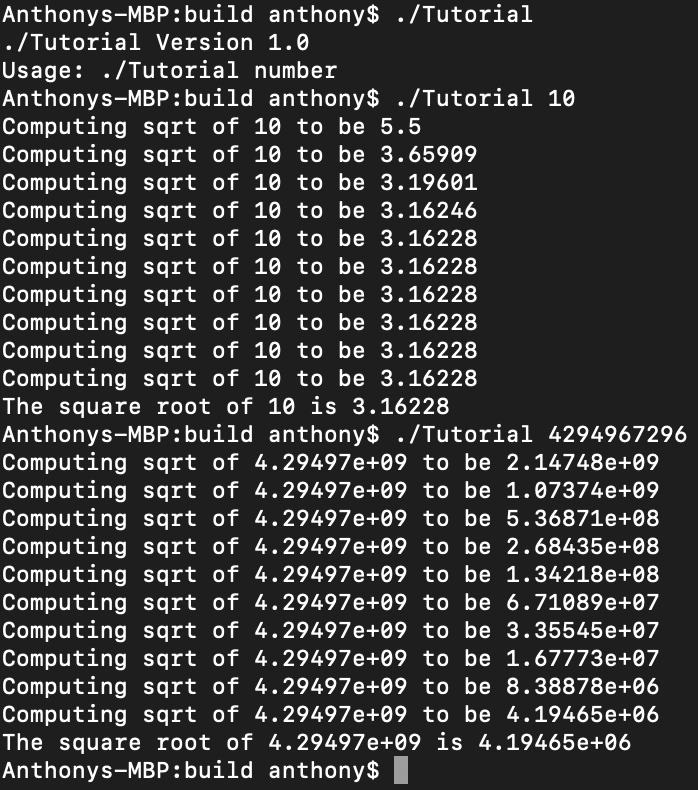 Anthonys-MBP:build anthony$ ./Tutorial
./Tutorial Version 1.0
Usage: ./Tutorial number
Anthonys-MBP:build anthony$ ./Tutorial 10
Computing sqrt of 10 to be 5.5
Computing sqrt of 10 to be 3.65909
Computing sqrt of 10 to be 3.19601
Computing sqrt of 10 to be 3.16246
Computing sqrt of 10 to be 3.16228
Computing sqrt of 10 to be 3.16228
Computing sqrt of 10 to be 3.16228
Computing sqrt of 10 to be 3.16228
Computing sqrt of 10 to be 3.16228
Computing sqrt of 10 to be 3.16228
The square root of 10 is 3.16228
Anthonys-MBP:build anthony$ ./Tutorial 4294967296
Computing sqrt of 4.29497e+09 to be 2.14748e+09
Computing sqrt of 4.29497e+09 to be 1.07374e+09
Computing sqrt of 4.29497e+09 to be 5.36871e+08
Computing sqrt of 4.29497e+09 to be 2.68435e+08
Computing sqrt of 4.29497e+09 to be 1.34218e+08
Computing sqrt of 4.29497e+09 to be 6.71089e+07
Computing sqrt of 4.29497e+09 to be 3.35545e+07
Computing sqrt of 4.29497e+09 to be 1.67773e+07
Computing sqrt of 4.29497e+09 to be 8.38878e+06
Computing sqrt of 4.29497e+09 to be 4.19465e+06
The square root of 4.29497e+09 is 4.19465e+06
Anthonys-MBP:build anthony$